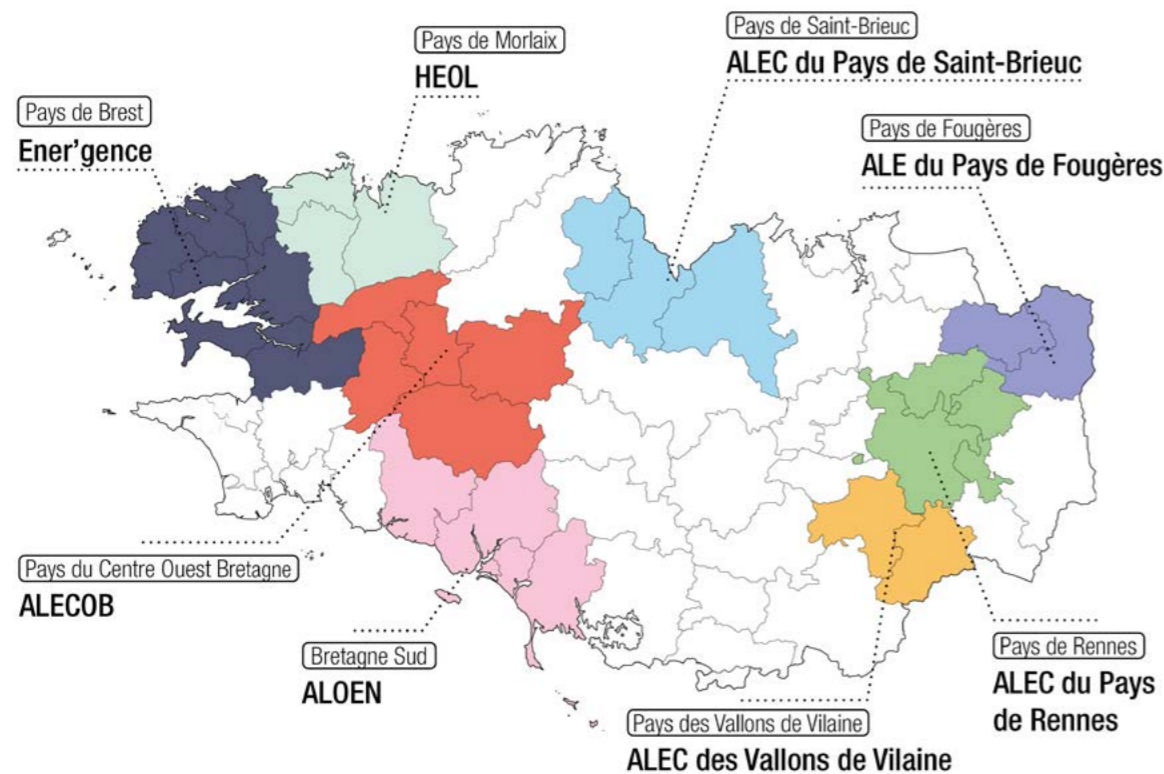 Pays de Saint-Brieuc
ALEC du Pays de Saint-Brieuc
Pays de Morlaix
HEOL
Pays de Brest
Ener'gence
Pays de Fougères
ALE du Pays de Fougères
Pays du Centre Ouest Bretagne
ALECOB
Bretagne Sud
ALOEN
Pays des Vallons de Vilaine
ALEC des Vallons de Vilaine
Pays de Rennes
ALEC du Pays
de Rennes